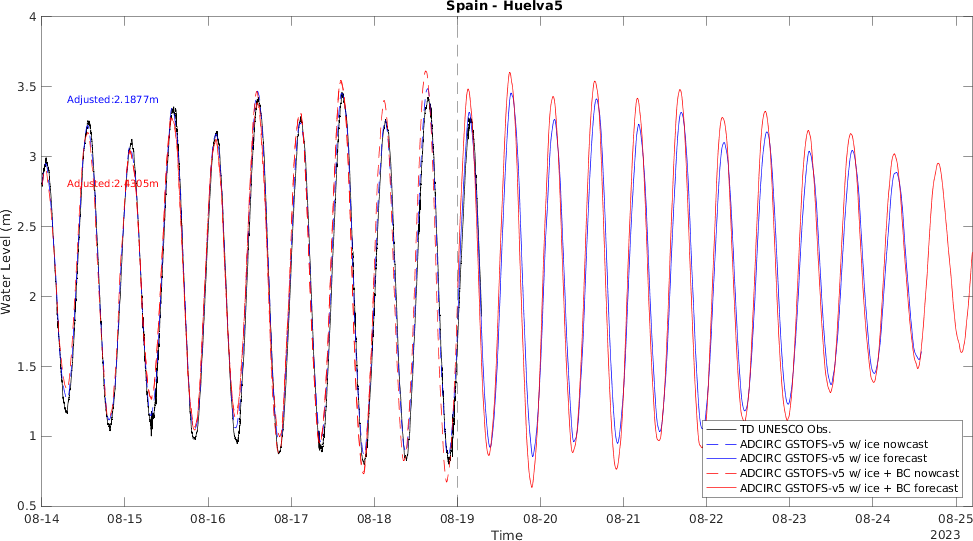 Spain - Huelva5
4
3.5
3
2.5
2
1.5
1
0.5
Water Level (m)
Adjusted:2.1877m
Adjusted:2.4305m
TD UNESCO Obs.
ADCIRC GSTOFS-v5 w/ ice nowcast
ADCIRC GSTOFS-v5 w/ ice forecast
ADCIRC GSTOFS-v5 w/ ice + BC nowcast
ADCIRC GSTOFS-v5 w/ ice + BC forecast
08-14 08-15 08-16 08-17 08-18 08-19 08-20 08-21 08-22 08-23 08-24 08-25
Time
2023